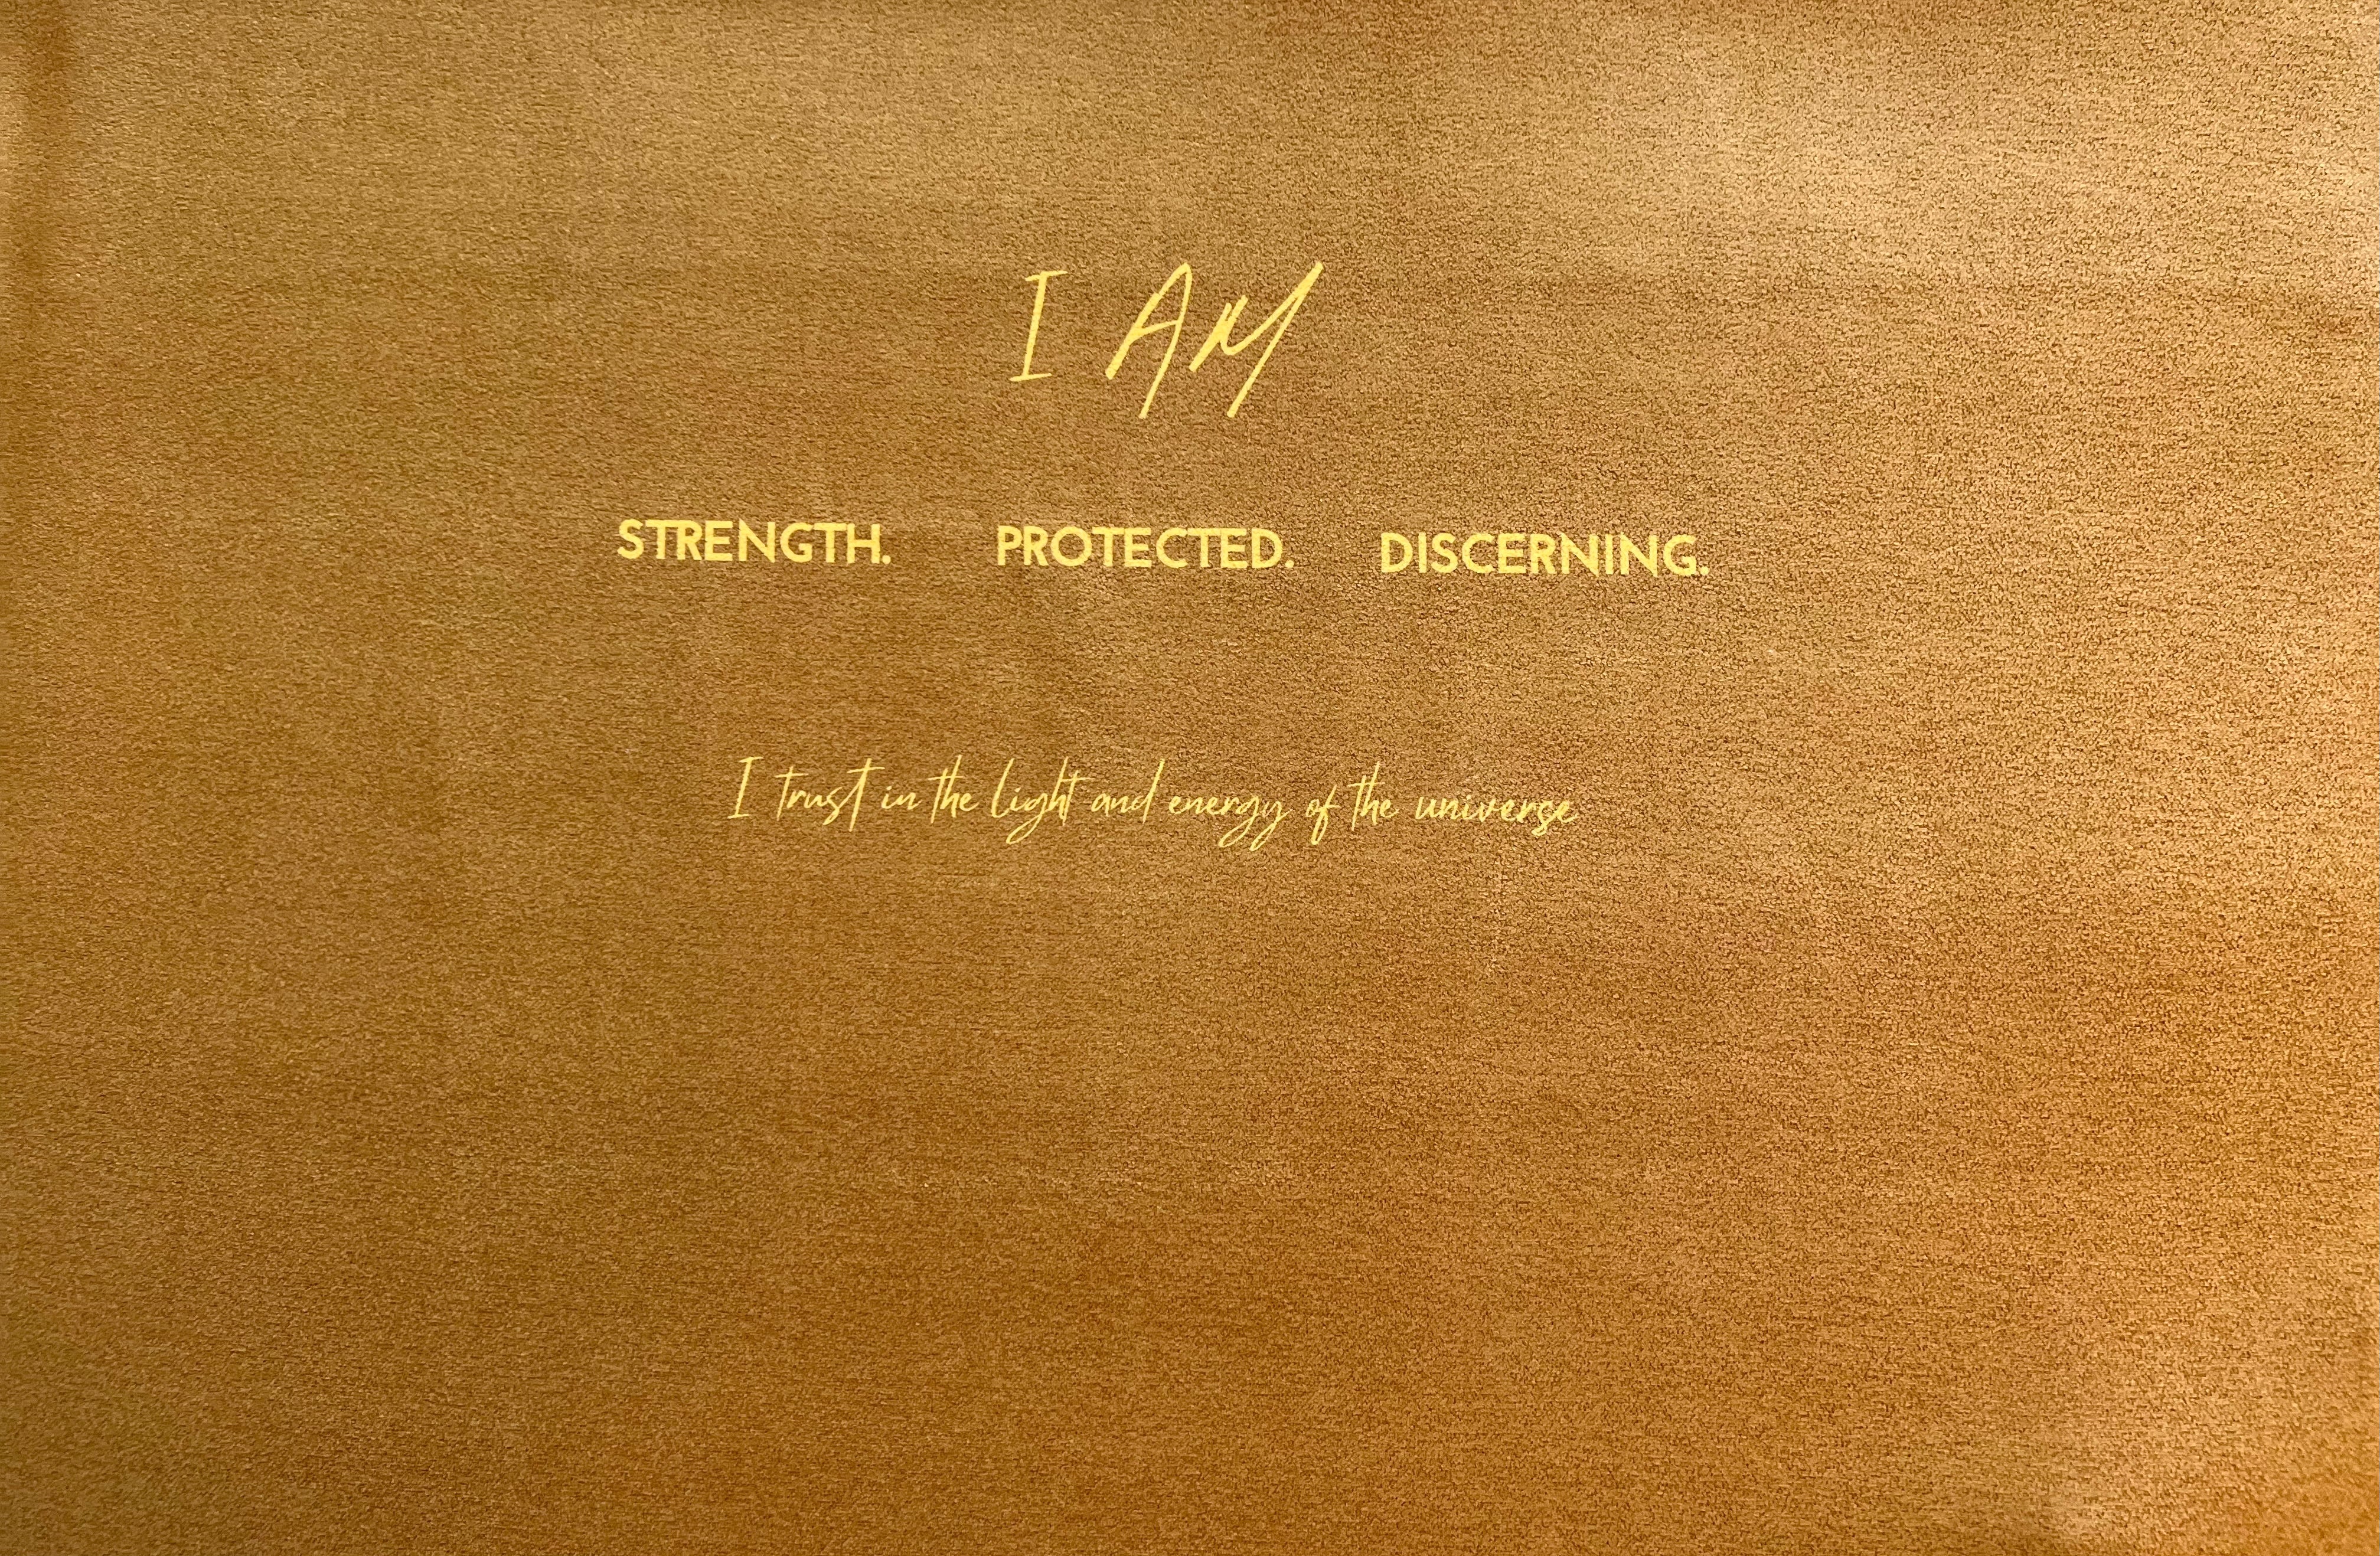 I AM
STRENGTH. PROTECTED. DISCERNING.
I trust in the light and energy of the universe